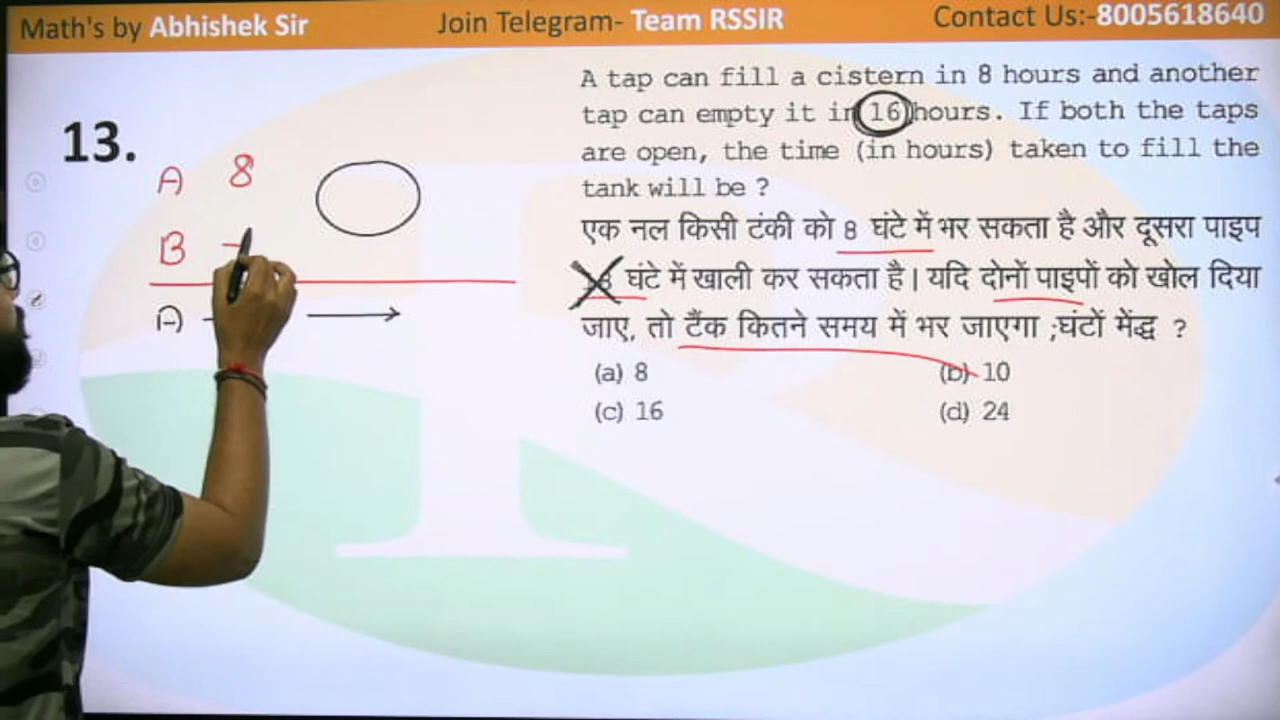 Math's by Abhishek Sir
Join Telegram- Team RSSIR
Contact Us:-8005618640
13.
A tap can fill a cistern in 8 hours and another
tap can empty it in 16 hours. If both the taps
are open, the time (in hours) taken to fill the
tank will be ?
एक नल किसी टंकी को 8 घंटे में भर सकता है और दूसरा पाइप
घंटे में खाली कर सकता है। यदि दोनों पाइपों को खोल दिया
जाए, तो टैंक कितने समय में भर जाएगा ;घंटों मेंद्ध ?
(a) 8
(b) 10
(c) 16
(d) 24
A 8
B -
A -